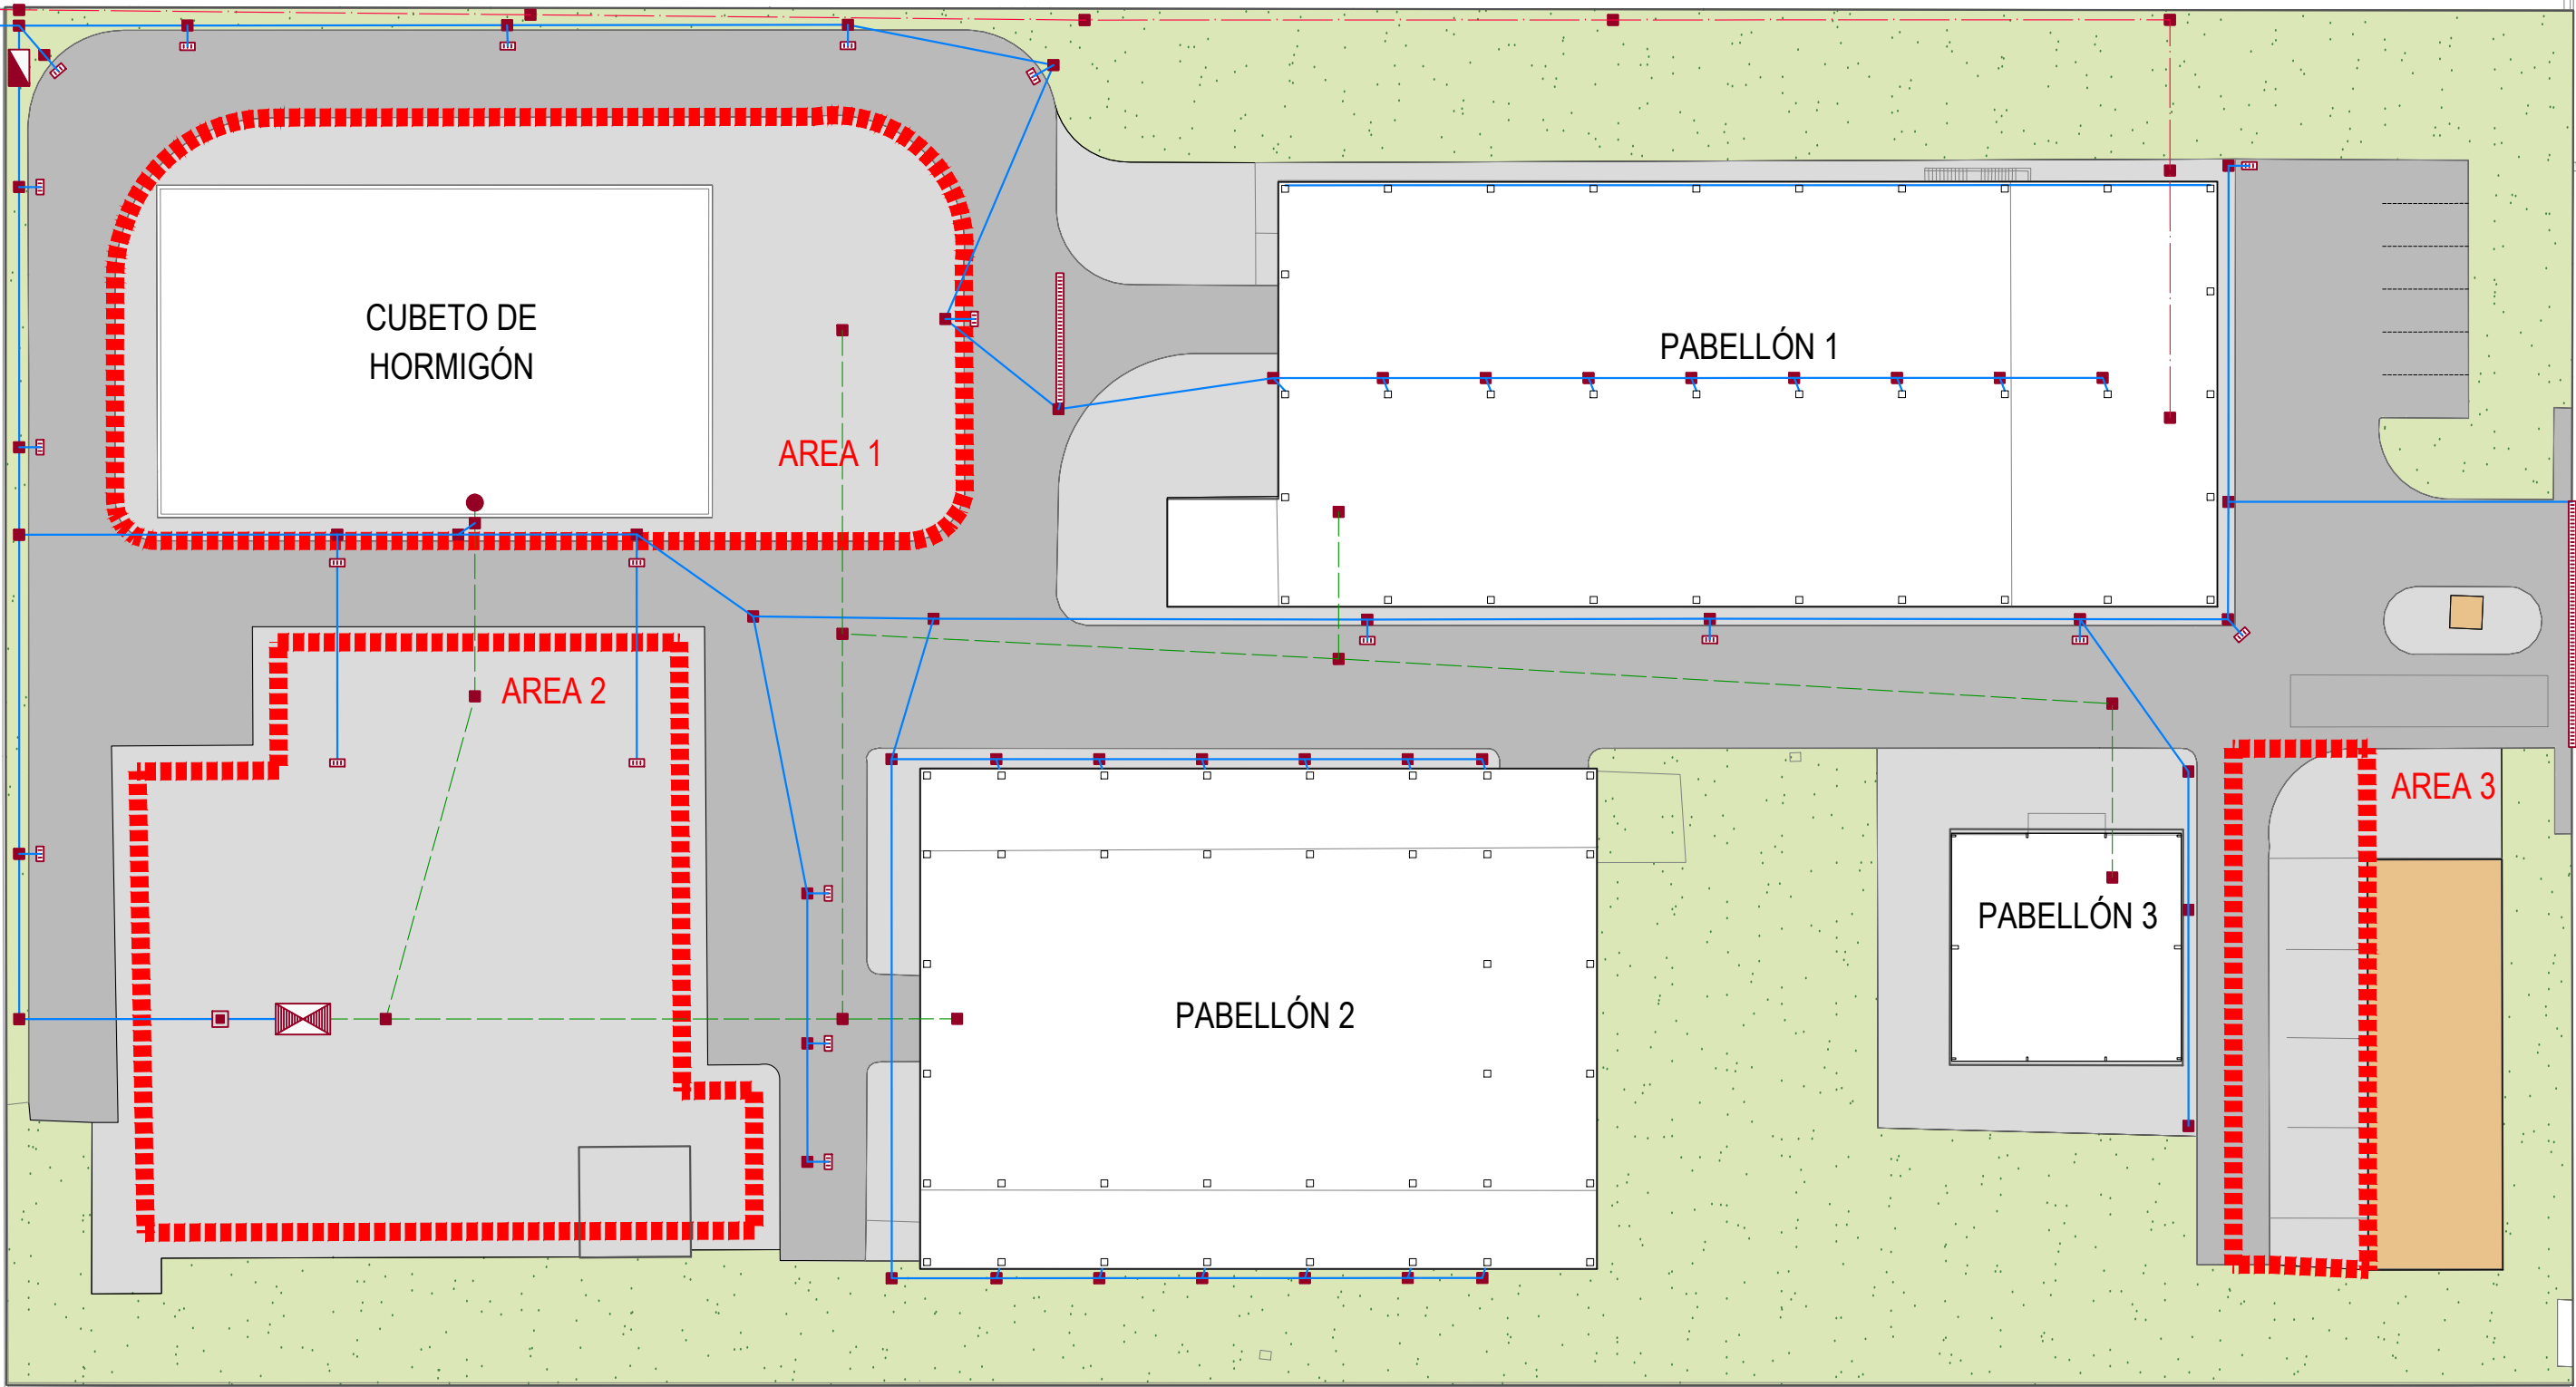 CUBETO DE
HORMIGÓN
PABELLÓN 1
AREA 1
AREA 2
AREA 3
PABELLÓN 3
PABELLÓN 2